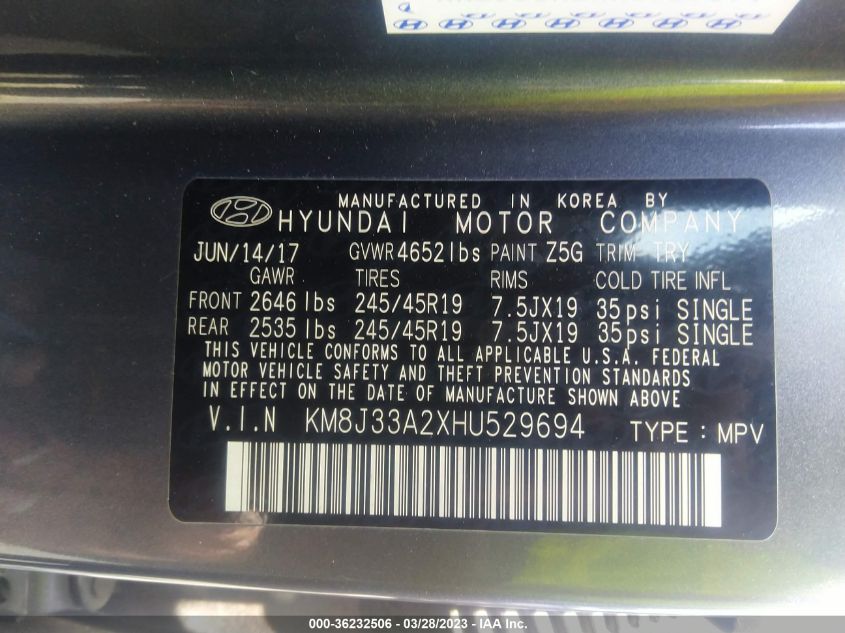 MANUFACTURED IN KOREA BY
HYUNDAI MOTOR COMPANY
JUN/14/17 GVWR 4652lbs PAINT Z5G TRIM TRY
GAWR TIRES RIMS COLD TIRE INFL
FRONT 2646 lbs 245/45R19 7.5JX19 35psi SINGLE
REAR 2535 lbs 245/45R19 7.5JX19 35psi SINGLE
THIS VEHICLE CONFORMS TO ALL APPLICABLE U.S.A. FEDERAL
MOTOR VEHICLE SAFETY AND THEFT PREVENTION STANDARDS
IN EFFECT ON THE DATE OF MANUFACTURE SHOWN ABOVE
V.I.N KM8J33A2XHU529694 TYPE : MPV
000-36232506 - 03/28/2023 - IAA Inc.